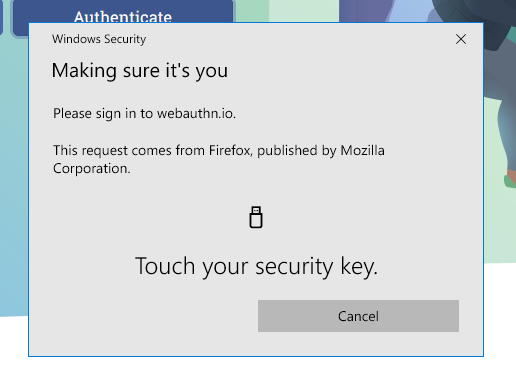 Authenticate
Windows Security
Making sure it's you
Please sign in to webauthn.io.
This request comes from Firefox, published by Mozilla
Corporation.
Touch your security key.
Cancel